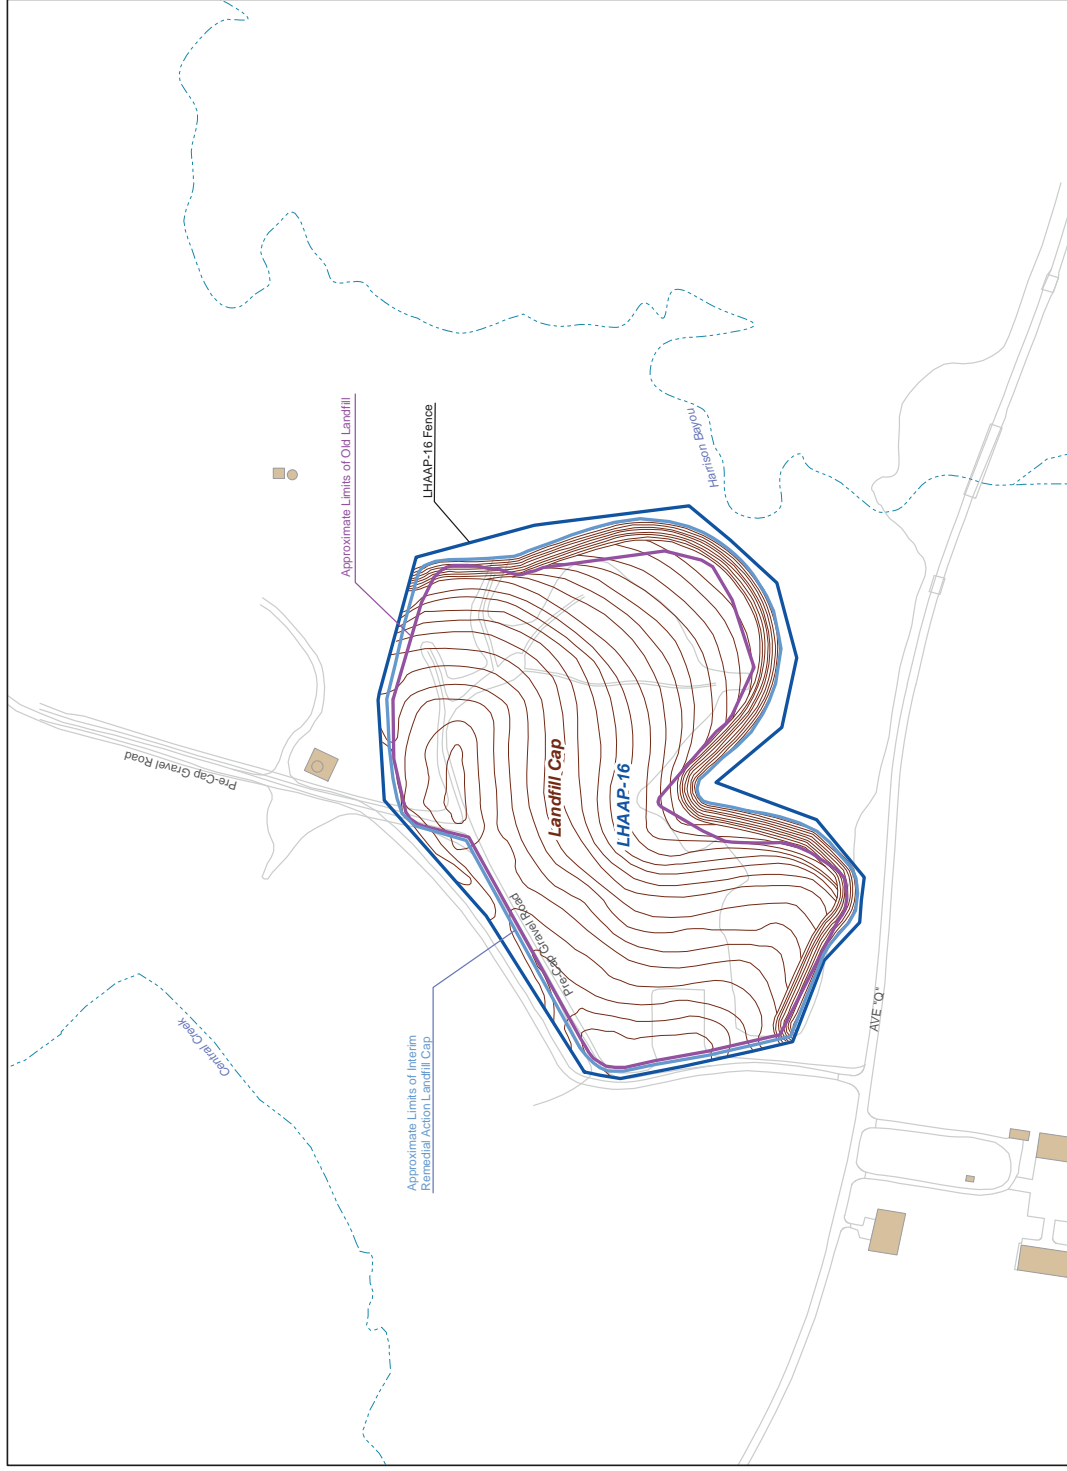 Approximate Limits of Old Landfill
LHAAP-16 Fence
Harrison Bayou
Pre-Cap Gravel Road
Landfill Cap
LHAAP-16
Pre-Cap Gravel Road
AVE "Q"
Central Creek
Approximate Limits of Interim
Remedial Action Landfill Cap